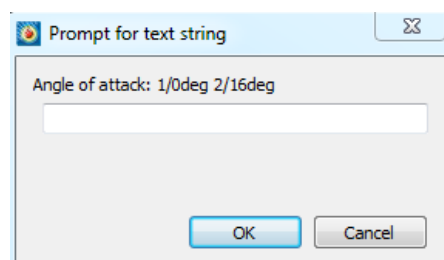 Prompt for text string
Angle of attack: 1/0deg 2/16deg
OK
Cancel